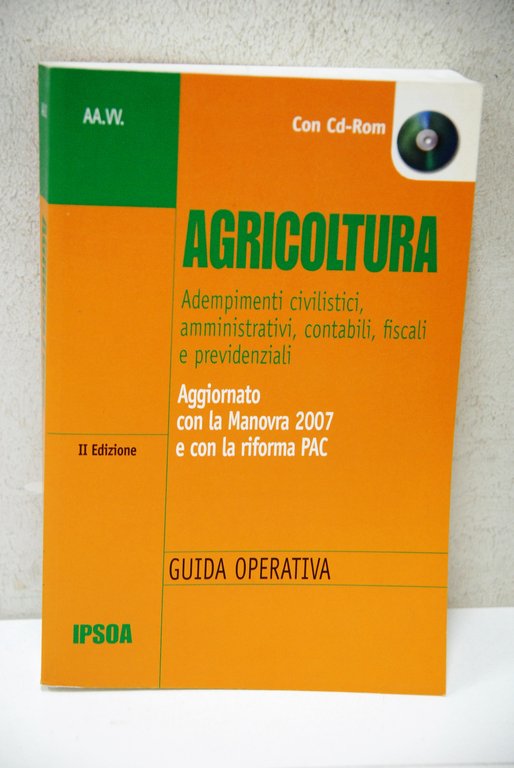 AA.VV.
Con Cd-Rom
AGRICOLTURA
Adempimenti civilistici,
amministrativi, contabili, fiscali
e previdenziali
Aggiornato
con la Manovra 2007
e con la riforma PAC
II Edizione
GUIDA OPERATIVA
IPSOA